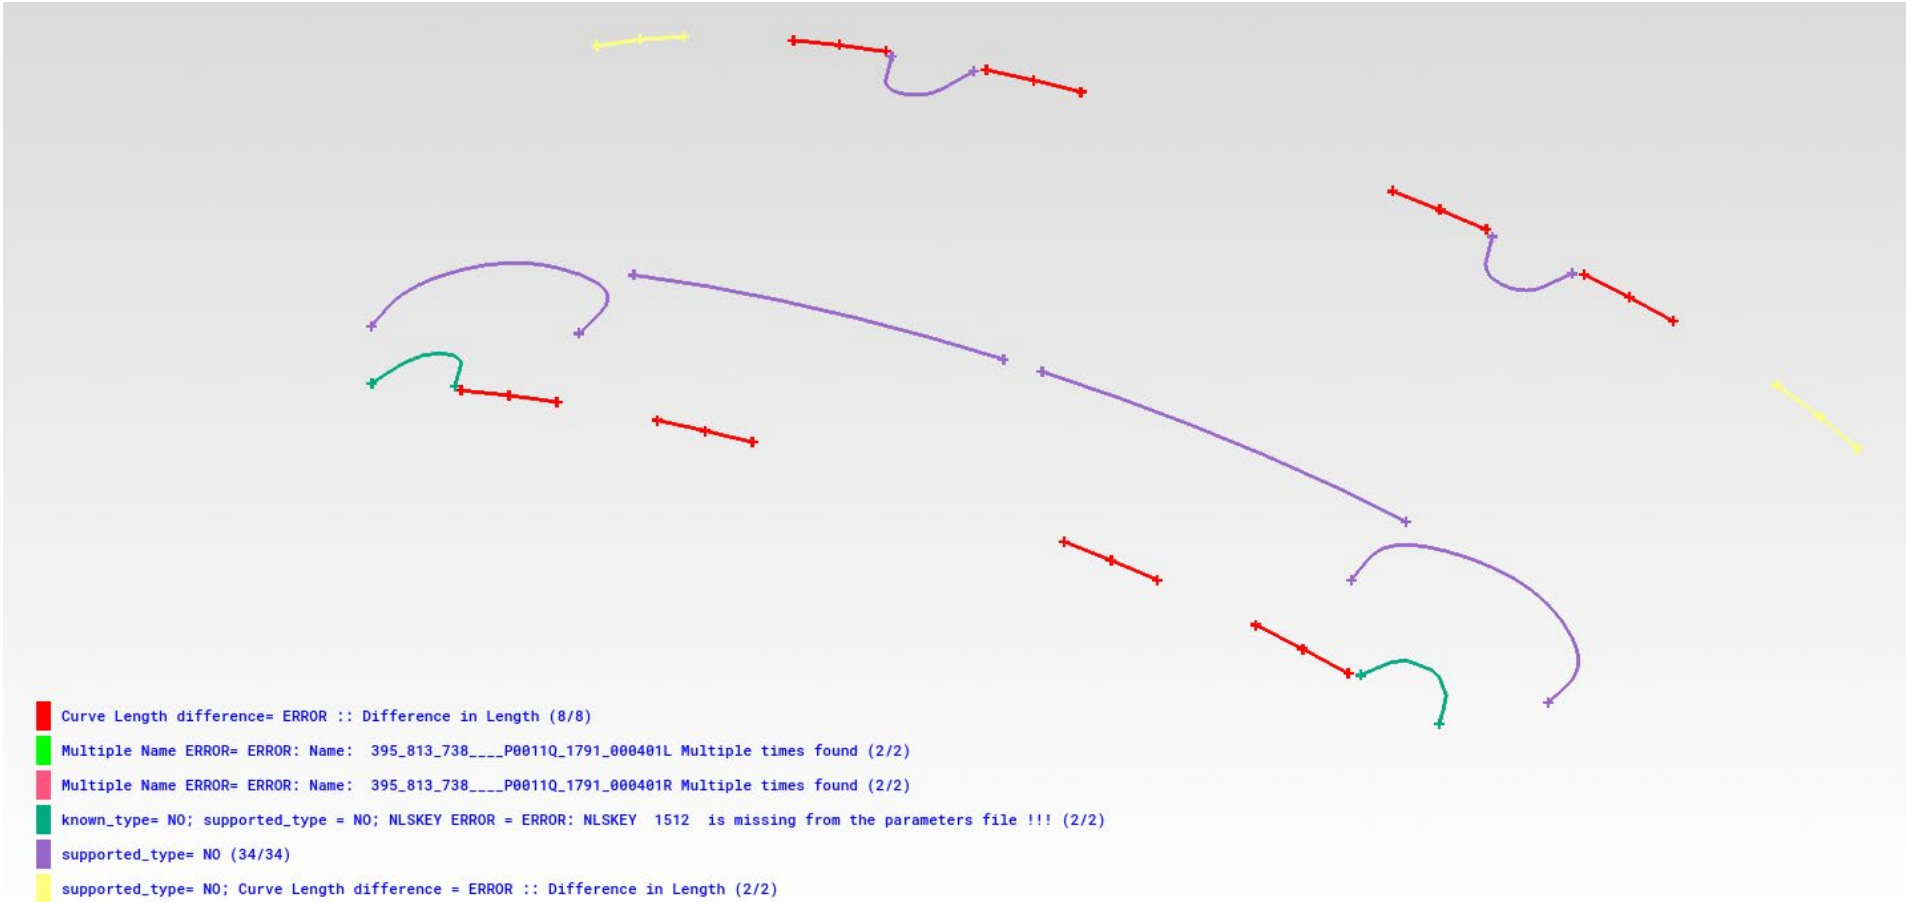 Curve Length difference= ERROR :: Difference in Length (8/8)
Multiple Name ERROR= ERROR: Name:  395_813_738____P0011Q_1791_000401L Multiple times found (2/2)
Multiple Name ERROR= ERROR: Name:  395_813_738____P0011Q_1791_000401R Multiple times found (2/2)
known_type= NO; supported_type = NO; NLSKEY ERROR = ERROR: NLSKEY  1512  is missing from the parameters file !!! (2/2)
supported_type= NO (34/34)
supported_type= NO; Curve Length difference = ERROR :: Difference in Length (2/2)